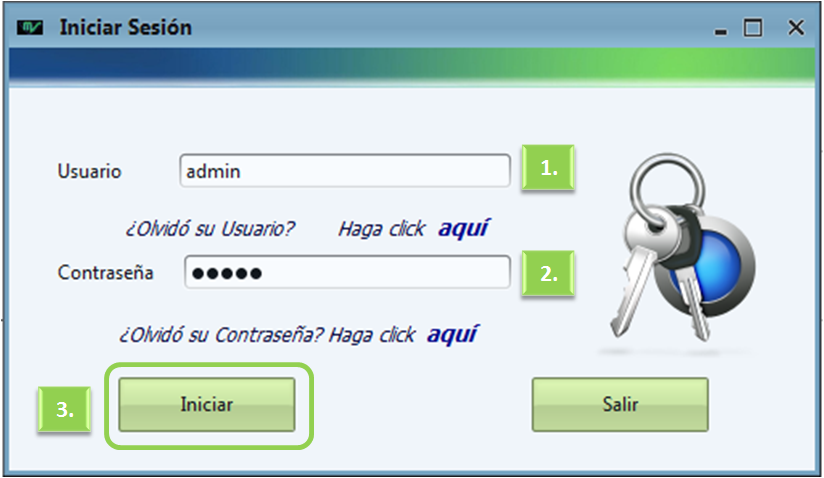 Iniciar Sesión
Usuario admin 1.
¿Olvidó su Usuario? Haga click aquí
Contraseña ●●●●● 2.
¿Olvidó su Contraseña? Haga click aquí
3. Iniciar Salir